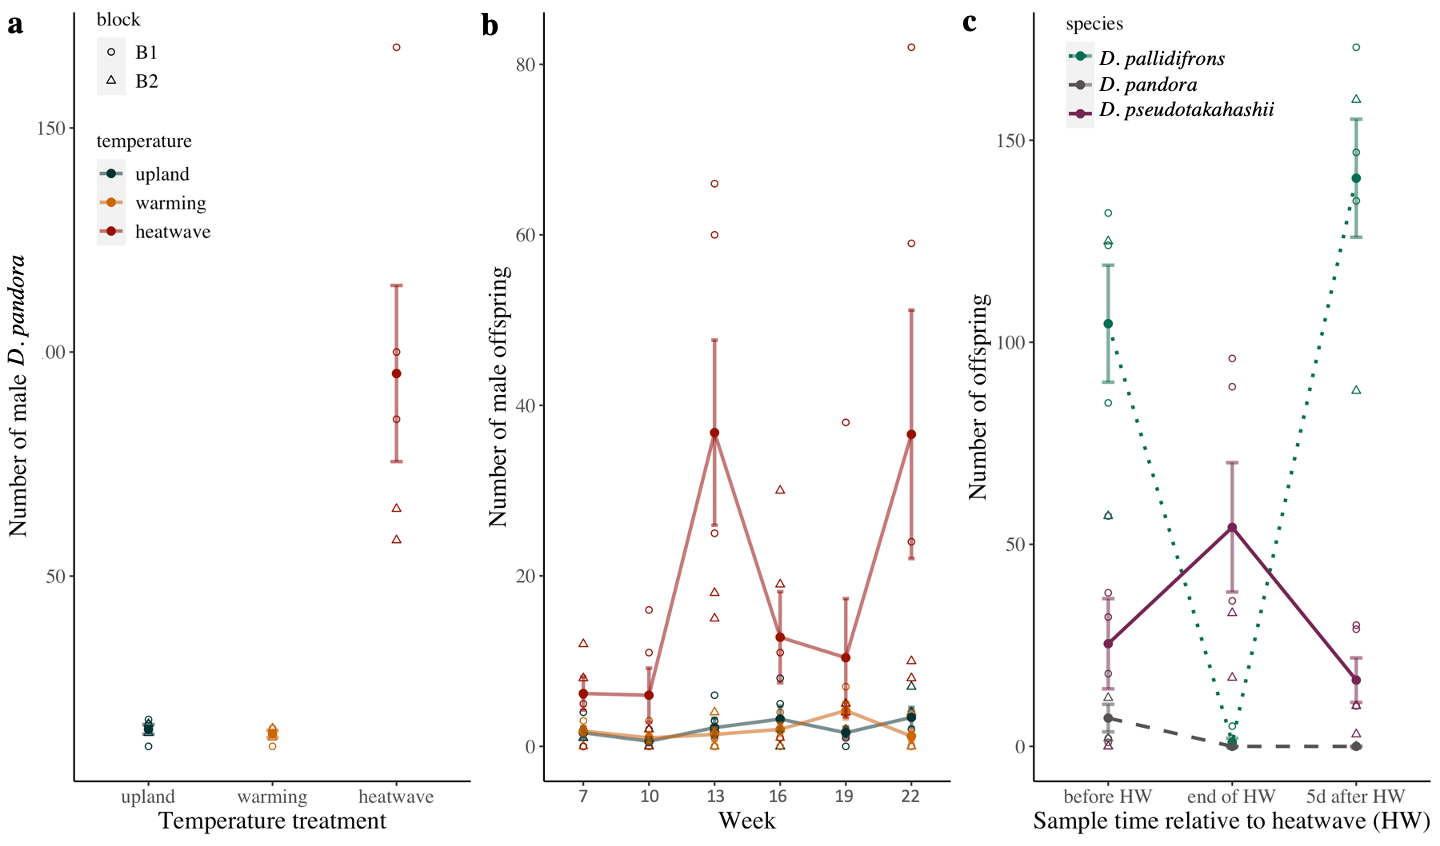 a
block
B1
B2
temperature
upland
warming
heatwave
150
00
50
Number of male D. pandora
upland
warming
heatwave
Temperature treatment
b
80
60
40
20
0
Number of male offspring
7
10
13
16
19
22
Week
c
species
D. pallidifrons
D. pandora
D. pseudotakahashii
150
100
50
0
Number of offspring
before HW
end of HW
5d after HW
Sample time relative to heatwave (HW)